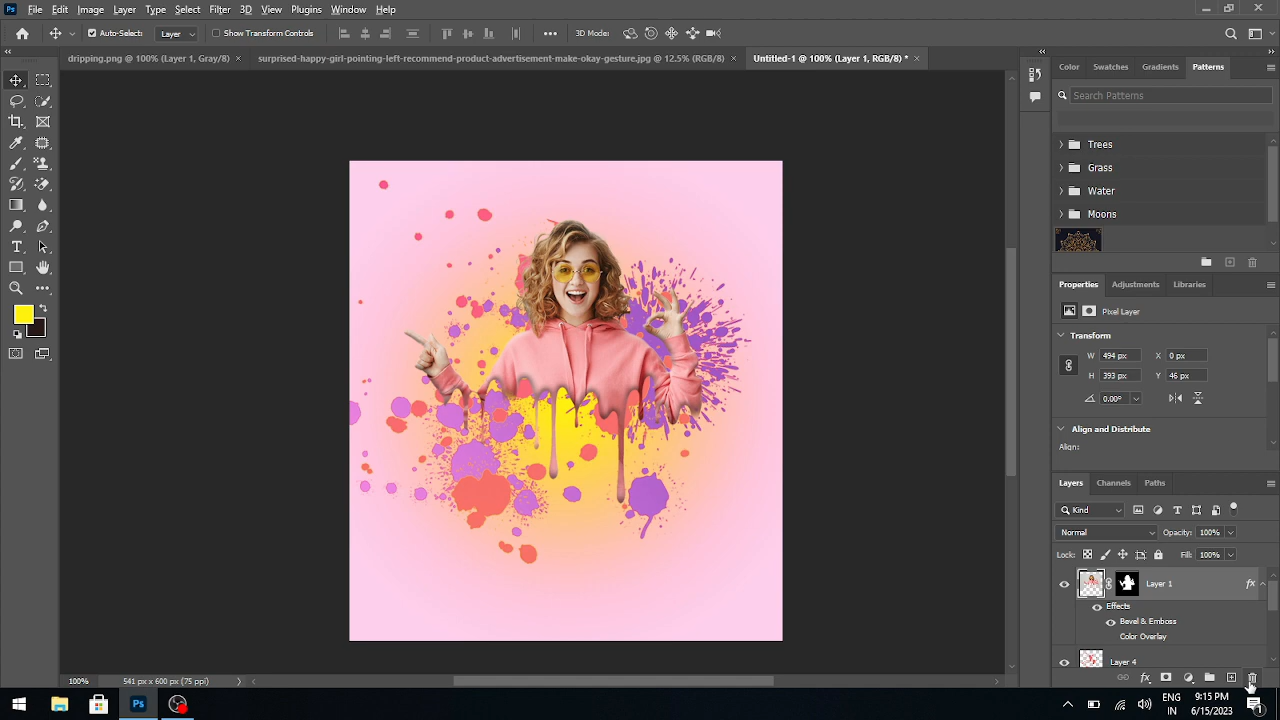 Ps File Edit Image Layer Type Select Filter 3D View Plugins Window Help
Auto-Select: Layer Show Transform Controls 3D Mode:
dripping.png @ 100% (Layer 1, Gray/8) × surprised-happy-girl-pointing-left-recommend-product-advertisement-make-okay-gesture.jpg @ 12.5% (RGB/8) × Untitled-1 @ 100% (Layer 1, RGB/8) * ×
Color Swatches Gradients Patterns
Search Patterns
Trees
Grass
Water
Moons
Properties Adjustments Libraries
Pixel Layer
Transform
X: 0 px
H: 393 px Y: 46 px
0.00°
Align and Distribute
Align:
Layers Channels Paths
Kind
Normal Opacity: 100%
Lock: Fill: 100%
Layer 1 fx
Effects
Bevel & Emboss
Color Overlay
Layer 4
100% 541 px x 600 px (75 ppi)
fx
Ps
ENG
IN
9:15 PM
6/15/2023